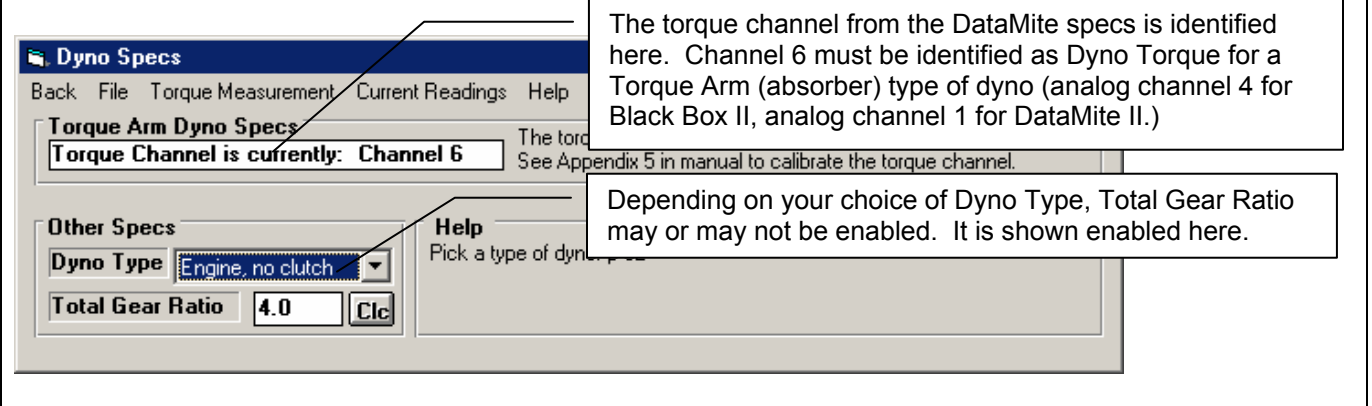 The torque channel from the DataMite specs is identified
here. Channel 6 must be identified as Dyno Torque for a
Torque Arm (absorber) type of dyno (analog channel 4 for
Black Box II, analog channel 1 for DataMite II.)
Dyno Specs
Back File Torque Measurement Current Readings Help
Torque Arm Dyno Specs
Torque Channel is currently: Channel 6
The
See Appendix 5 in manual to calibrate the torque channel.
Depending on your choice of Dyno Type, Total Gear Ratio
may or may not be enabled. It is shown enabled here.
Other Specs
Dyno Type Engine, no clutch
Total Gear Ratio 4.0 Clc
Help
Pick a type of